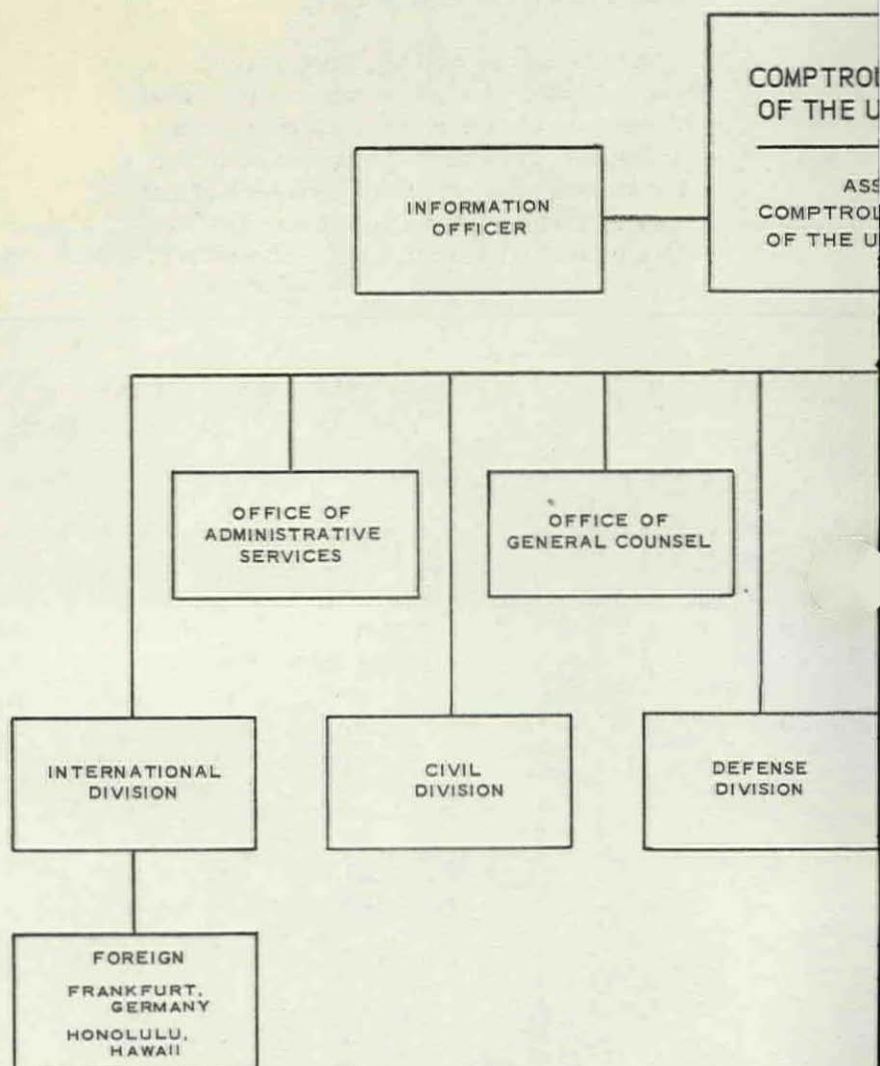 COMPTROL
OF THE U
ASS
COMPTROL
OF THE U
INFORMATION
OFFICER
OFFICE OF
ADMINISTRATIVE
SERVICES
OFFICE OF
GENERAL COUNSEL
INTERNATIONAL
DIVISION
CIVIL
DIVISION
DEFENSE
DIVISION
FOREIGN
FRANKFURT,
GERMANY
HONOLULU,
HAWAII